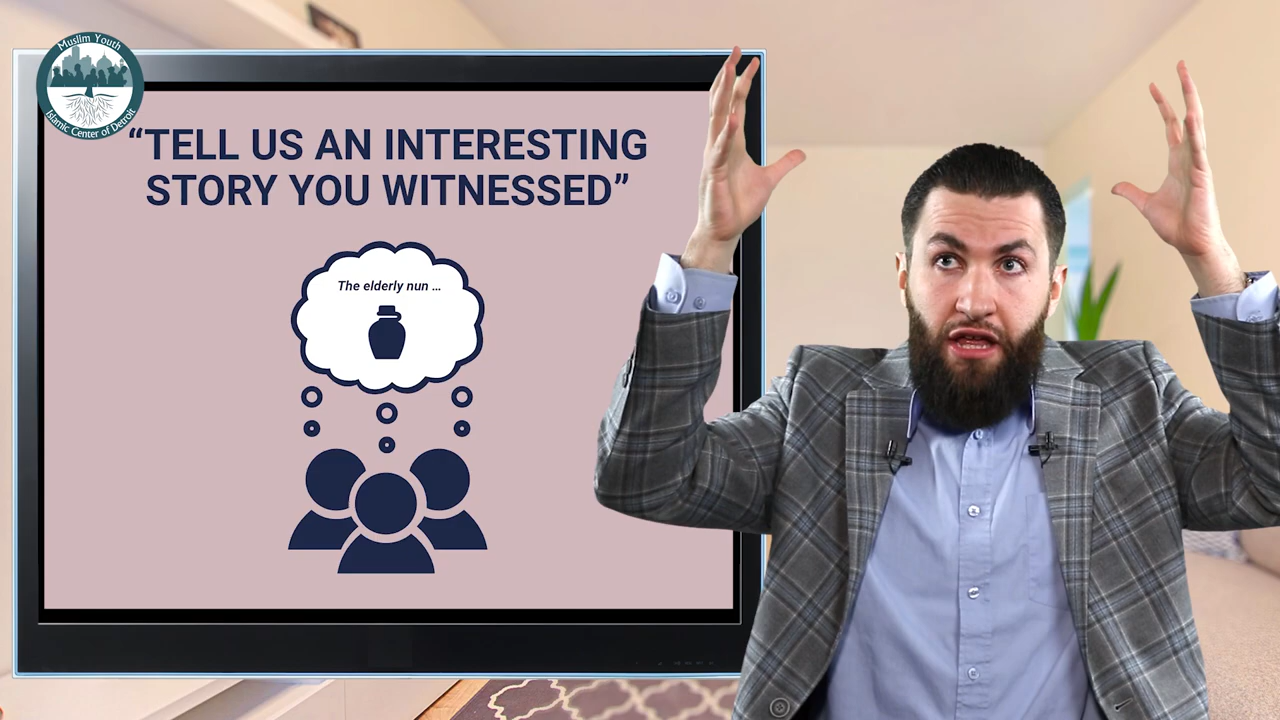 Muslim Youth
Islamic Center of Detroit
“TELL US AN INTERESTING
STORY YOU WITNESSED”
The elderly nun ...